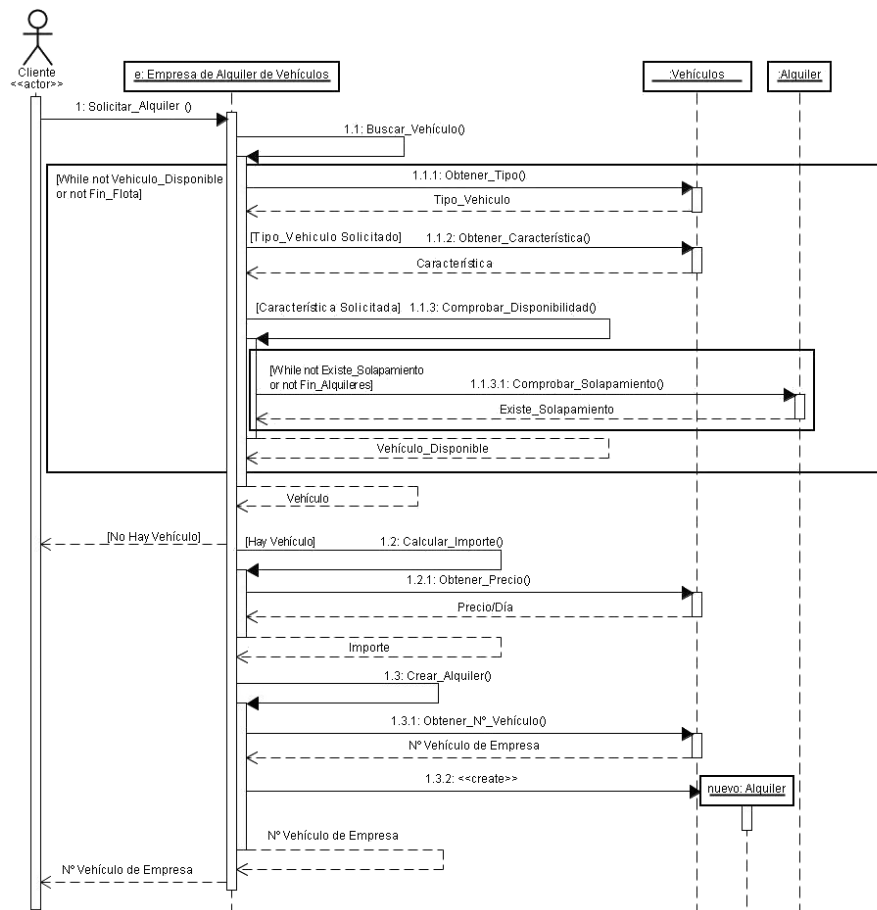 Cliente
<<actor>>
e: Empresa de Alquiler de Vehículos
:Vehículos
:Alquiler
1: Solicitar_Alquiler ()
1.1: Buscar_Vehículo()
[While not Vehiculo_Disponible
or not Fin_Flota]
1.1.1: Obtener_Tipo()
Tipo_Vehiculo
[Tipo_Vehiculo Solicitado]
1.1.2: Obtener_Característica()
Característica
[Característica Solicitada]
1.1.3: Comprobar_Disponibilidad()
[While not Existe_Solapamiento
or not Fin_Alquileres]
1.1.3.1: Comprobar_Solapamiento()
Existe_Solapamiento
Vehículo_Disponible
Vehículo
[No Hay Vehículo]
[Hay Vehículo]
1.2: Calcular_Importe()
1.2.1: Obtener_Precio()
Precio/Día
Importe
1.3: Crear_Alquiler()
1.3.1: Obtener_Nº_Vehículo()
Nº Vehículo de Empresa
1.3.2: <<create>>
nuevo: Alquiler
Nº Vehículo de Empresa
Nº Vehículo de Empresa